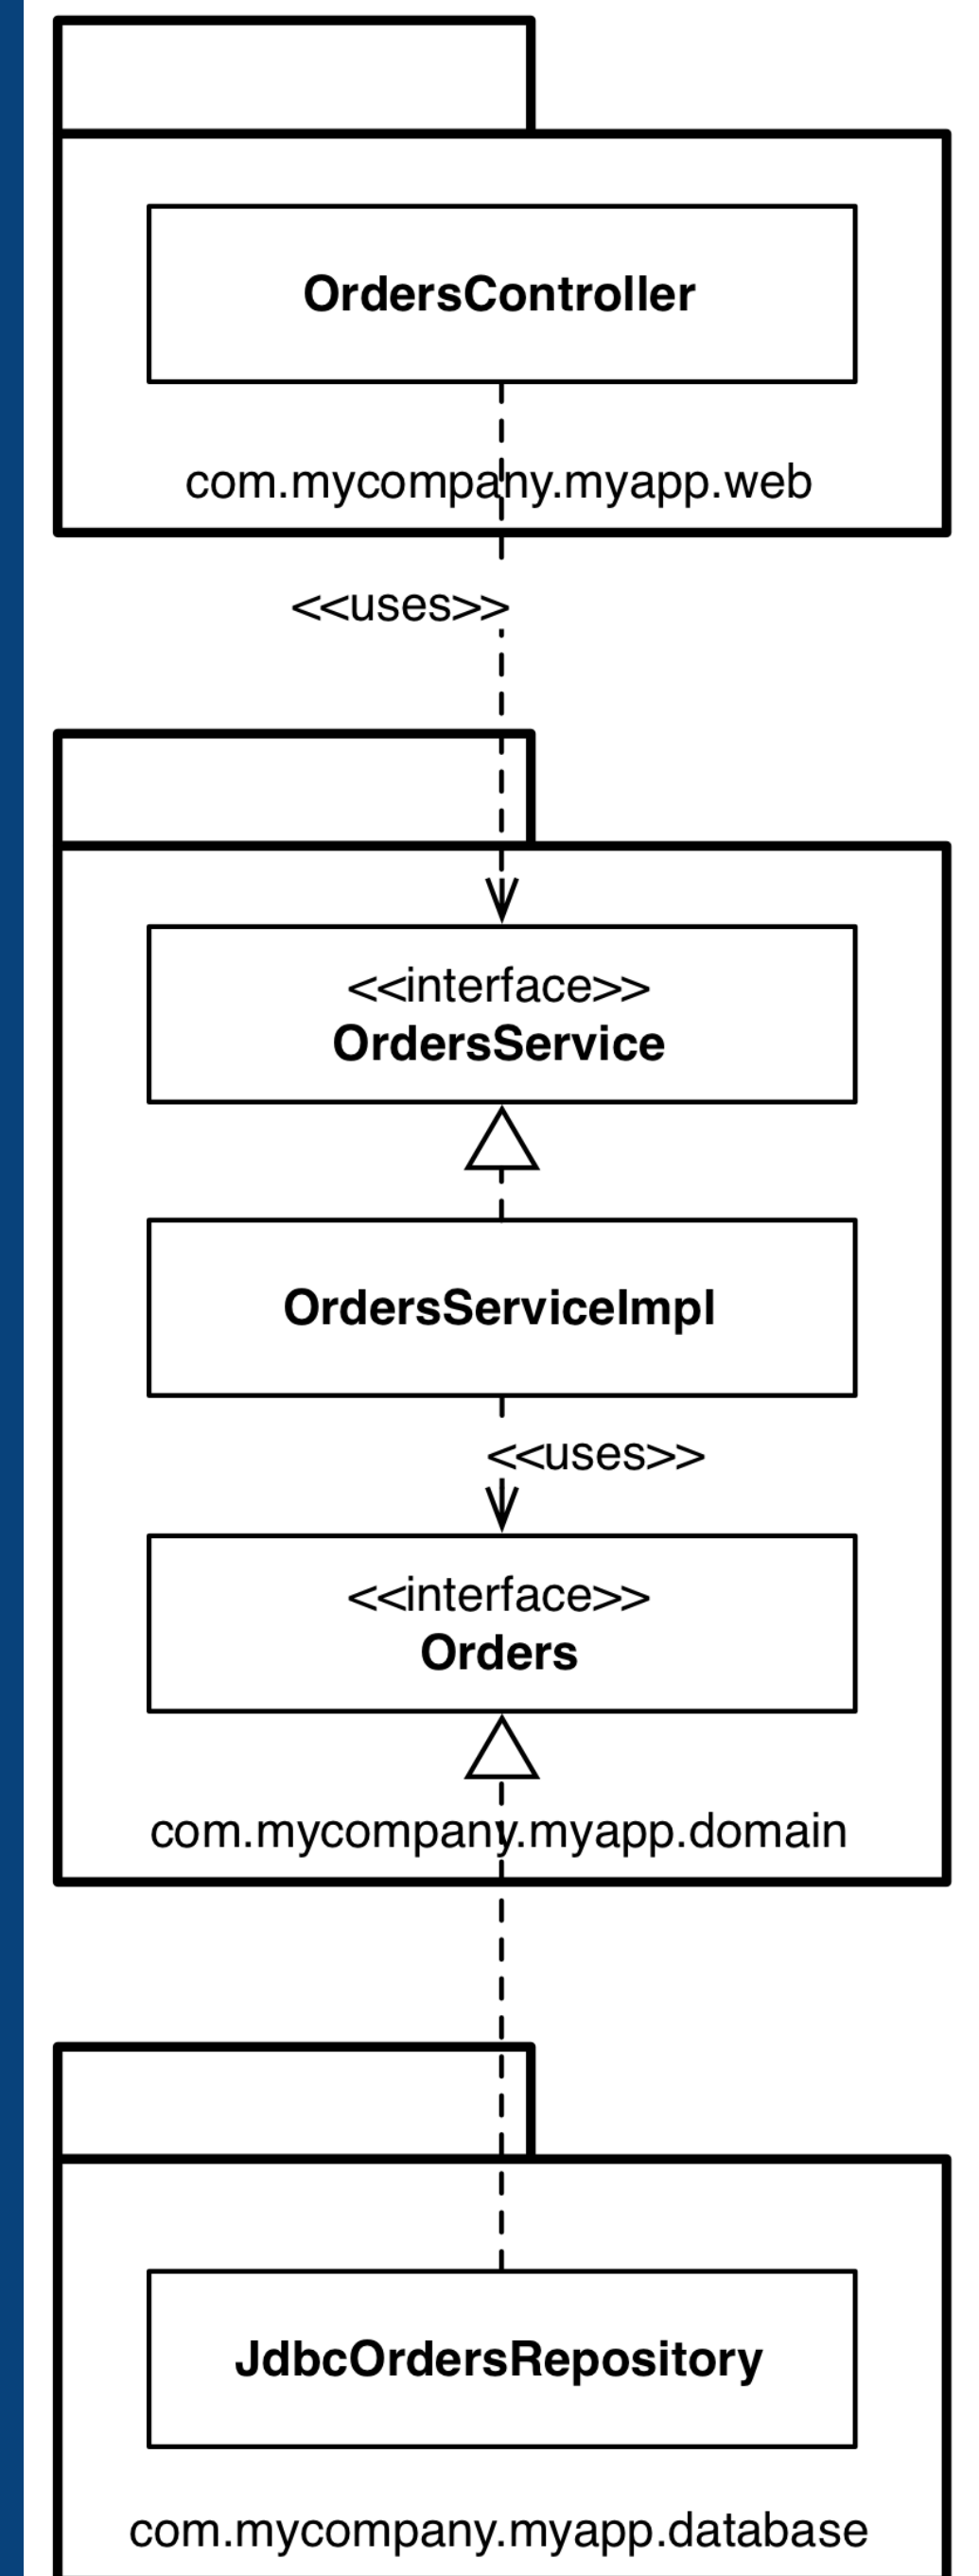 OrdersController
com.mycompany.myapp.web
<<uses>>
<<interface>>
OrdersService
OrdersServiceImpl
<<uses>>
<<interface>>
Orders
com.mycompany.myapp.domain
JdbcOrdersRepository
com.mycompany.myapp.database